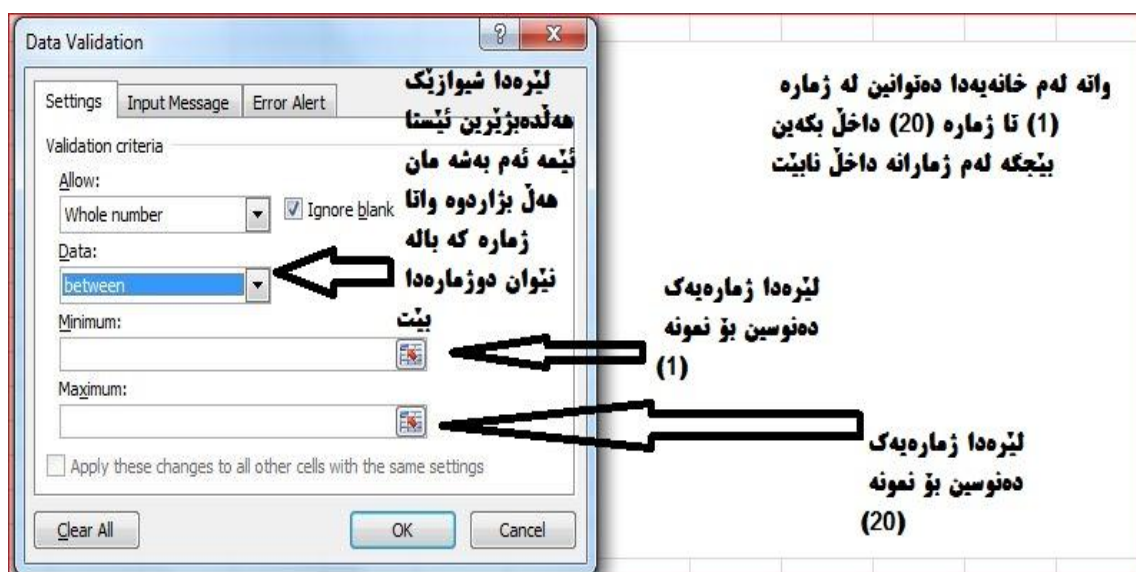 Data Validation
Settings
Input Message
Error Alert
Validation criteria
Allow:
Whole number
Ignore blank
Data:
between
Minimum:
Maximum:
Apply these changes to all other cells with the same settings
Clear All
OK
Cancel
لێرەدا شیوازێک
هەڵدەبژێرین ئێستا
ئێمە ئەم بەشە مان
هەڵ بژاردوە واتا
ژمارە کە بالە
نێوان دوژمارەدا
بێت
واتە لەم خانەیەدا دەتوانین لە ژمارە
(1) تا ژمارە (20) داخڵ بکەین
بێجگە لەم ژمارانە داخڵ نابێت
لێرەدا ژمارەیەک
دەنوسین بۆ نمونە
(1)
لێرەدا ژمارەیەک
دەنوسین بۆ نمونە
(20)